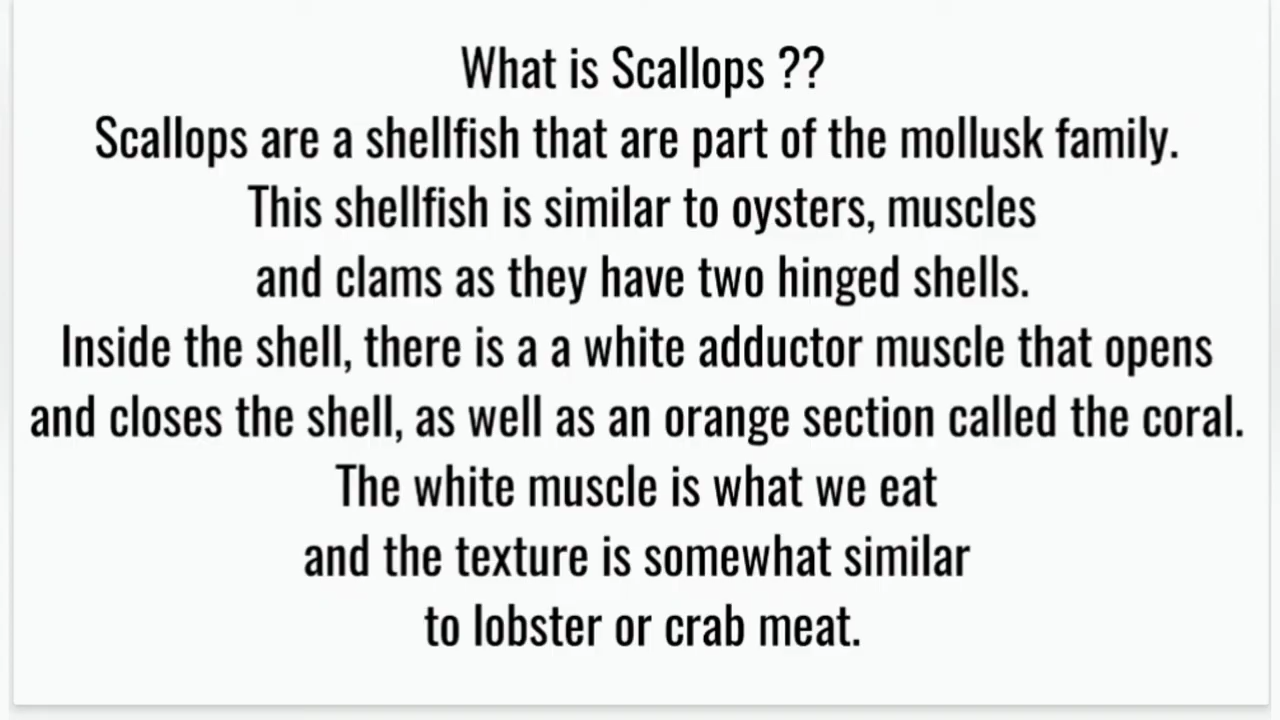 What is Scallops ??
Scallops are a shellfish that are part of the mollusk family.
This shellfish is similar to oysters, muscles
and clams as they have two hinged shells.
Inside the shell, there is a a white adductor muscle that opens
and closes the shell, as well as an orange section called the coral.
The white muscle is what we eat
and the texture is somewhat similar
to lobster or crab meat.